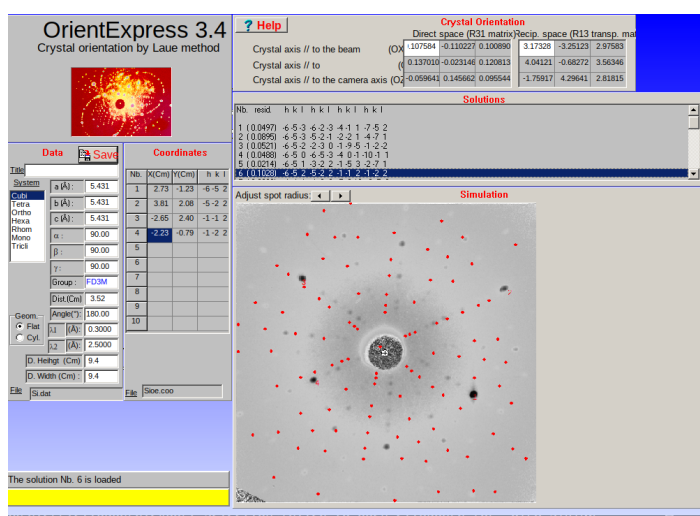 OrientExpress 3.4
Crystal orientation by Laue method
? Help
Crystal Orientation
Direct space (R31 matrix) Recip. space (R13 transp. mat
Crystal axis // to the beam (OX .107584 -0.110227 0.100890 3.17328 -3.25123 2.97583
Crystal axis // to 0.137010 -0.023146 0.120813 4.04121 -0.68272 3.56346
Crystal axis // to the camera axis (OZ -0.059641 0.145662 0.095544 -1.75917 4.29641 2.81815
Solutions
Nb. resid. h k l h k l h k l h k l
1 (0.0497) -6-5-3 -6-2-3 -4-1 1 -7-5 2
2 (0.0895) -6-5-3 -5-2-1 -2-2 1 -4-7 1
3 (0.0521) -6-5-2 -2-3 0 -1-9-5 -1-2-2
4 (0.0488) -6-5 0 -6-5-3 -4 0-1 -10-1 1
5 (0.0214) -6-5 1 -3-2 2 -1-5 3 -2-7 1
6 (0.1028) -6-5 2 -5-2 2 -1-1 2 -1-2 2
Data
Save
Coordinates
Title
System
Cubi
Tetra
Ortho
Hexa
Rhom
Mono
Tricli
a (Å): 5.431
b (Å): 5.431
c (Å): 5.431
α : 90.00
β : 90.00
γ : 90.00
Group : FD3M
Dist (Cm) 3.52
Geom.
Flat
Cyl.
Angle(°): 180.00
λ1 (Å): 0.3000
λ2 (Å): 2.5000
D. Heihgt (Cm) 9.4
D. Width (Cm) : 9.4
File Si.dat
Nb. X(Cm) Y(Cm) h k l
1 2.73 -1.23 -6 -5 2
2 3.81 2.08 -5 -2 2
3 -2.65 2.40 -1 -1 2
4 -2.23 -0.79 -1 -2 2
5
6
7
8
9
10
File Sioe.coo
Adjust spot radius:
Simulation
The solution Nb. 6 is loaded